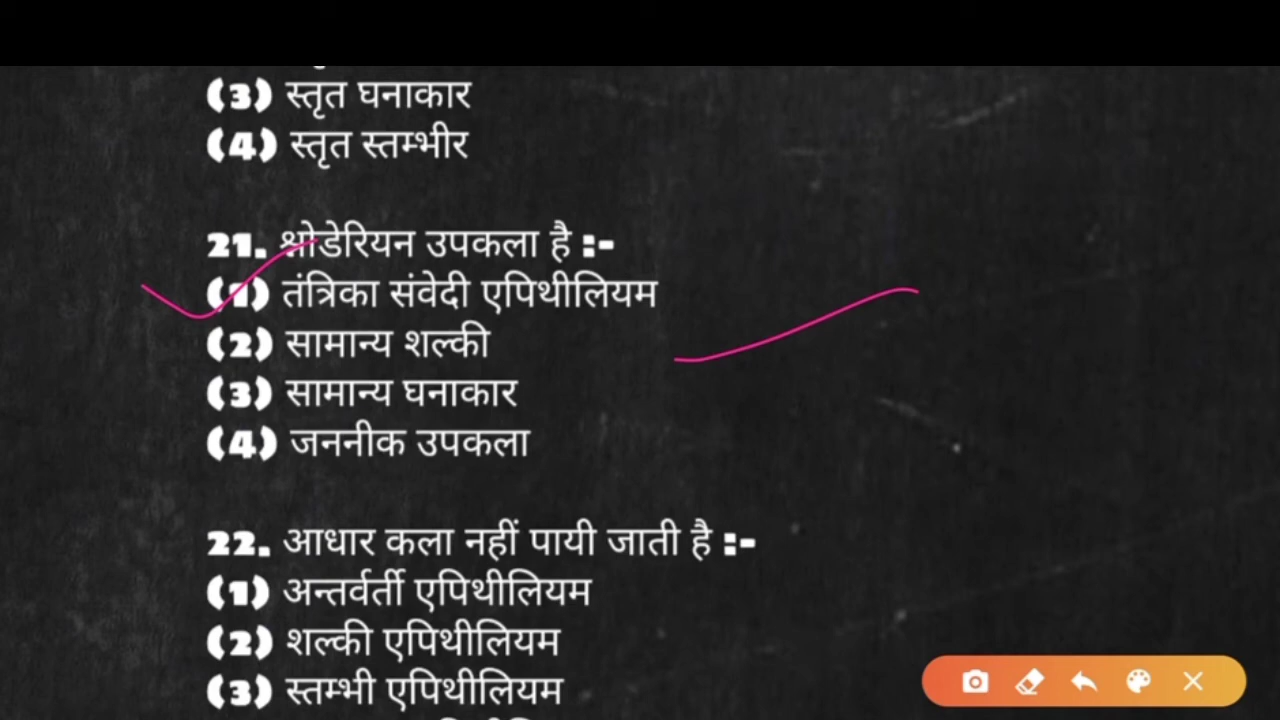 (3) स्तृत घनाकार
(4) स्तृत स्तम्भीर
21. श्नोडेरियन उपकला है :-
(1) तंत्रिका संवेदी एपिथीलियम
(2) सामान्य शल्की
(3) सामान्य घनाकार
(4) जननीक उपकला
22. आधार कला नहीं पायी जाती है :-
(1) अन्तर्वर्ती एपिथीलियम
(2) शल्की एपिथीलियम
(3) स्तम्भी एपिथीलियम